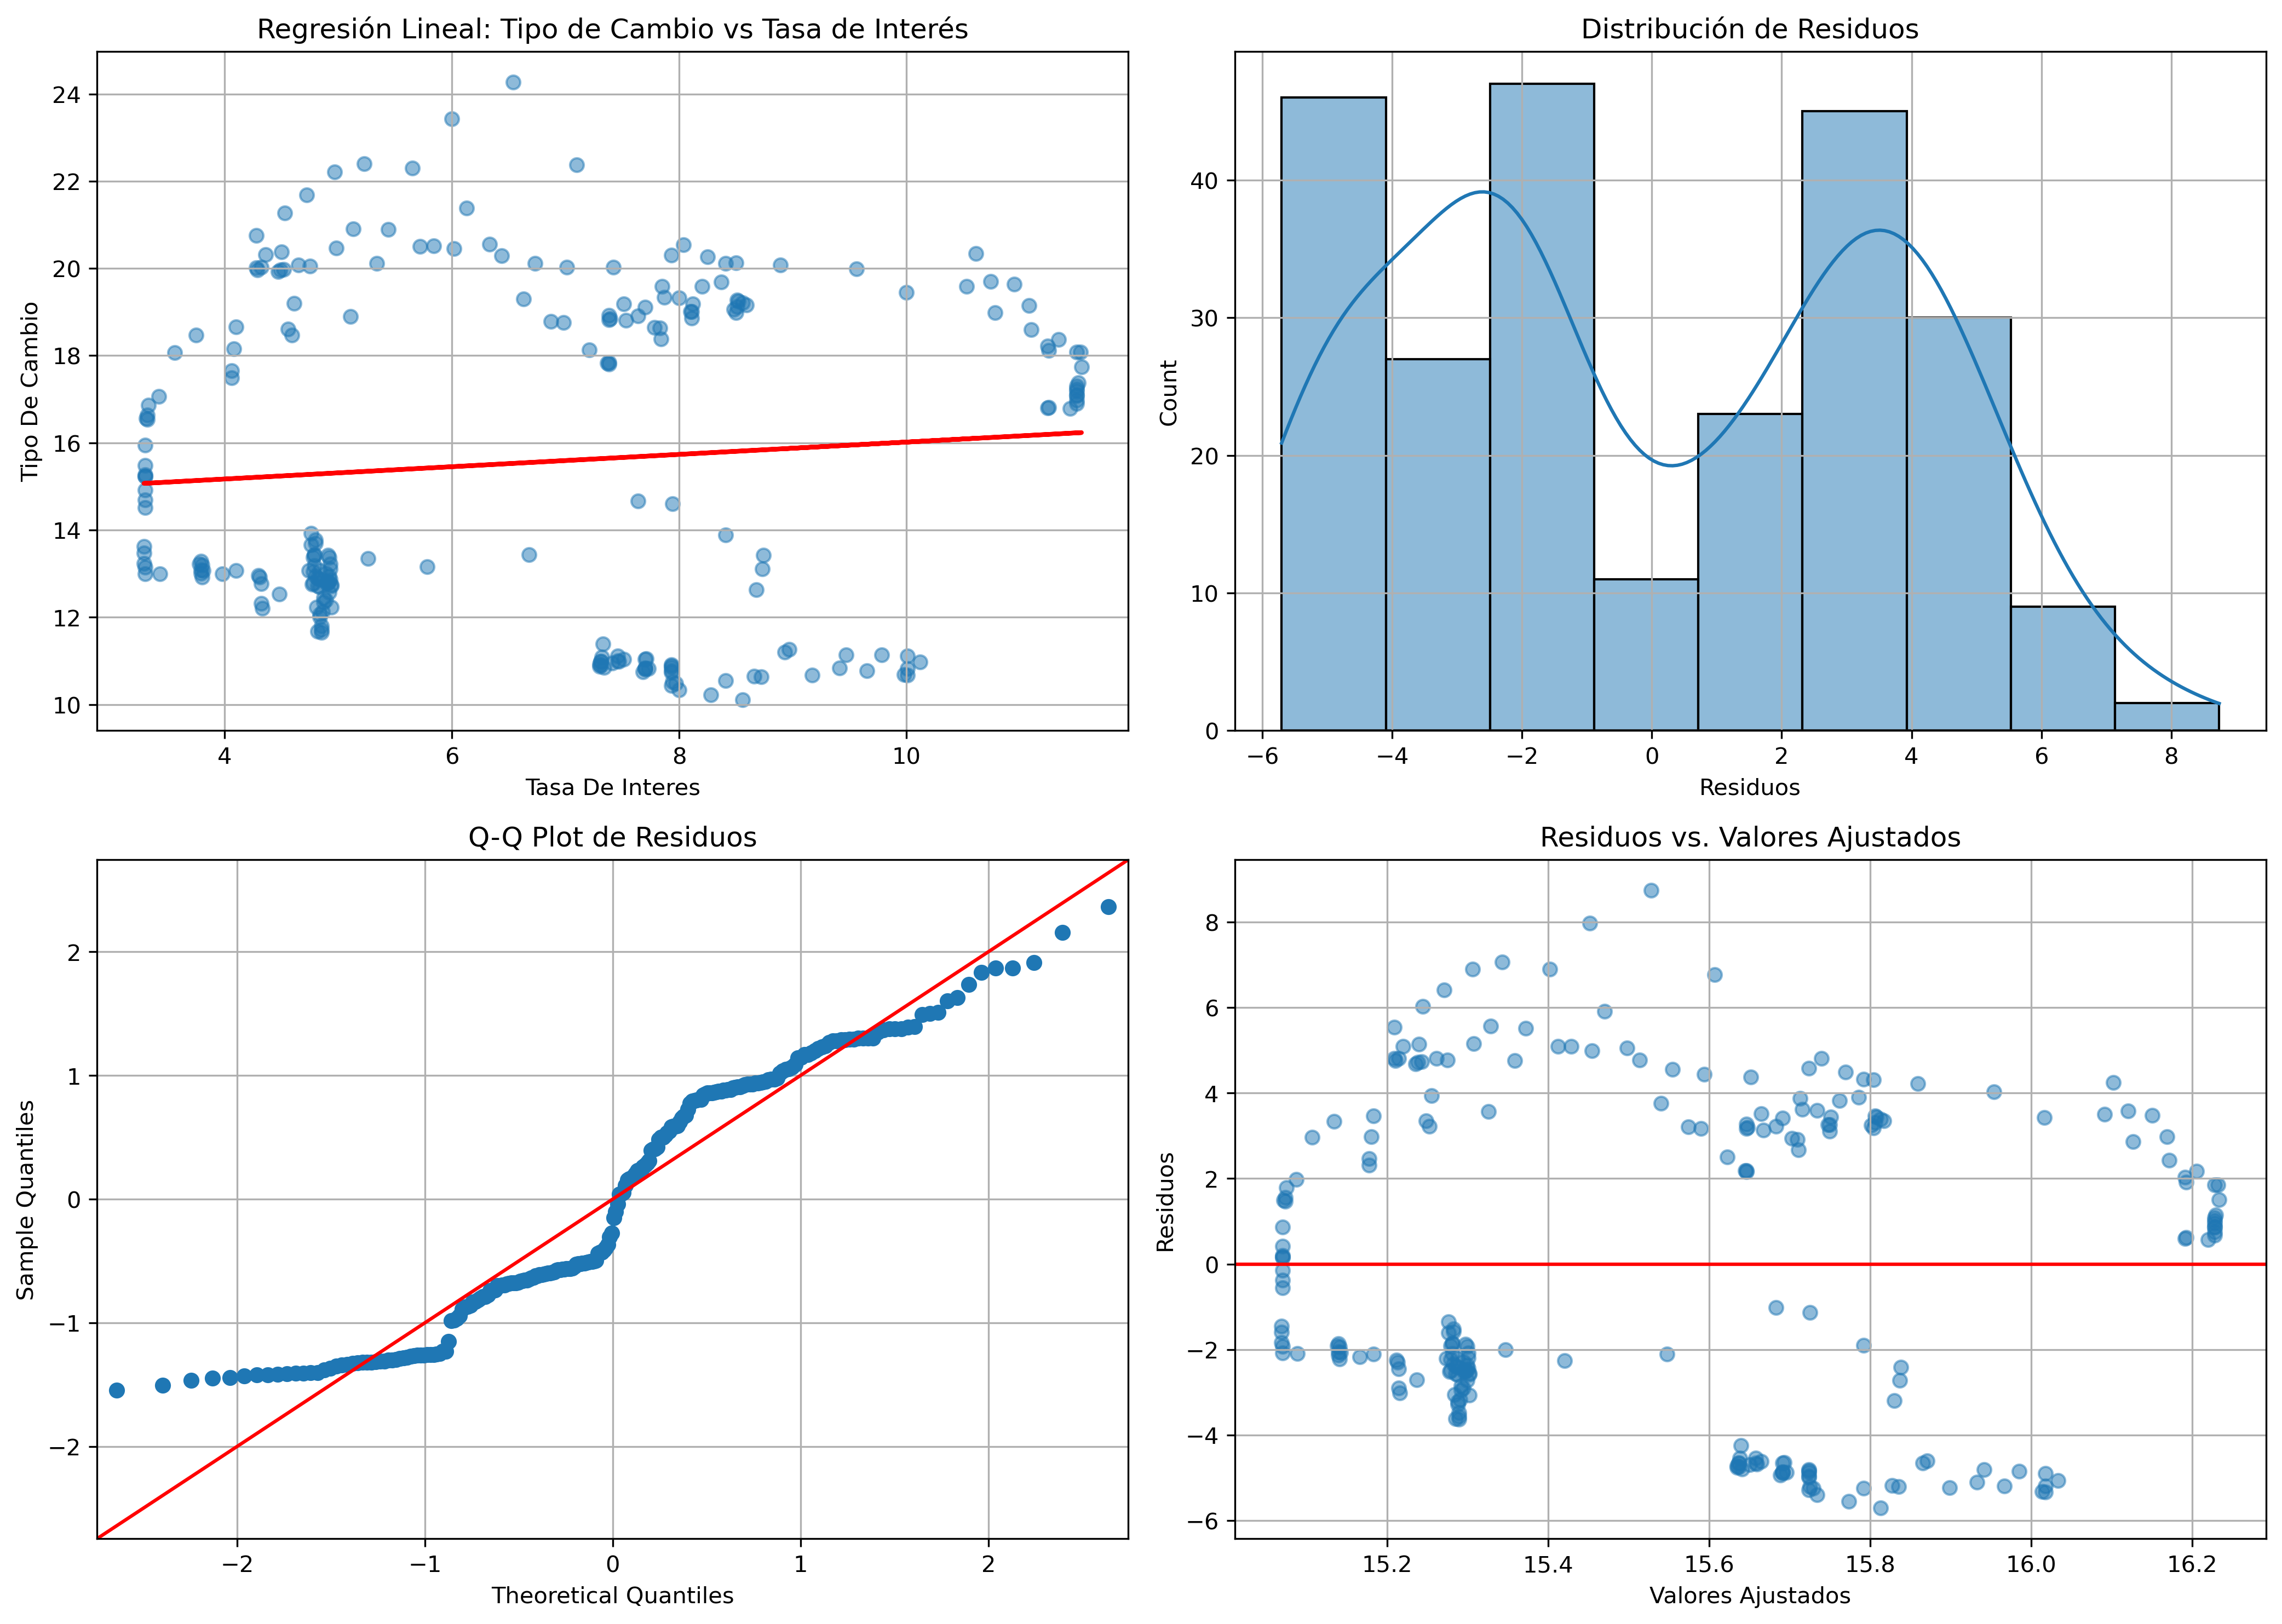 Regresión Lineal: Tipo de Cambio vs Tasa de Interés
24
22
20
18
16
14
12
10
Tipo De Cambio
4 6 8 10
Tasa De Interes
Distribución de Residuos
40
30
20
10
0
Count
−6 −4 −2 0 2 4 6 8
Residuos
Q-Q Plot de Residuos
2
1
0
−1
−2
Sample Quantiles
−2 −1 0 1 2
Theoretical Quantiles
Residuos vs. Valores Ajustados
8
6
4
2
0
−2
−4
−6
Residuos
15.2 15.4 15.6 15.8 16.0 16.2
Valores Ajustados